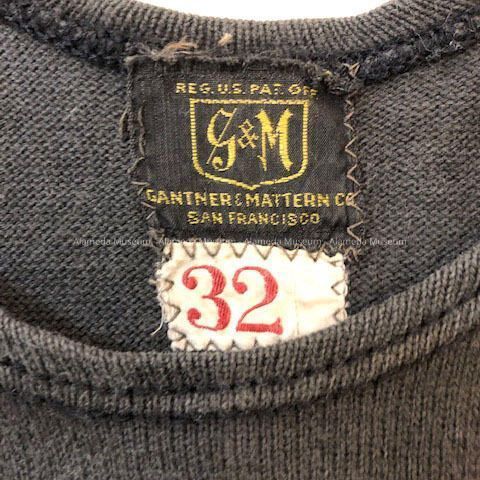 REG. U.S. PAT. OFF
G&M
GANTNER & MATTERN CO
SAN FRANCISCO
Alameda Museum · Alameda Museum · Alameda Museum · Alameda Museum
32